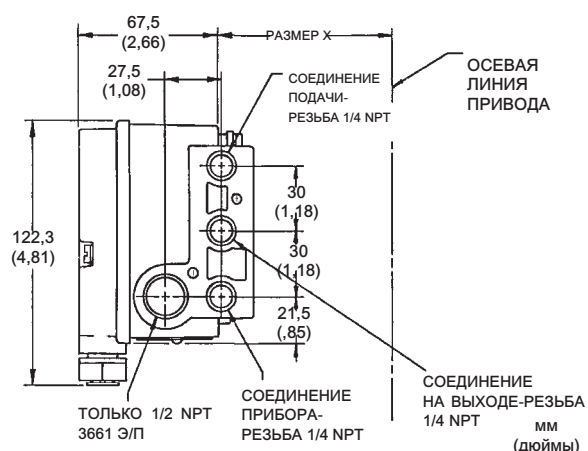 67,5
(2,66)
РАЗМЕР X
27,5
(1,08)
СОЕДИНЕНИЕ
ПОДАЧИ-
РЕЗЬБА 1/4 NPT
ОСЕВАЯ
ЛИНИЯ
ПРИВОДА
30
(1,18)
122,3
(4,81)
30
(1,18)
21,5
(,85)
ТОЛЬКО 1/2 NPT
3661 Э/П
СОЕДИНЕНИЕ
ПРИБОРА-
РЕЗЬБА 1/4 NPT
СОЕДИНЕНИЕ
НА ВЫХОДЕ-РЕЗЬБА
1/4 NPT
мм
(дюймы)